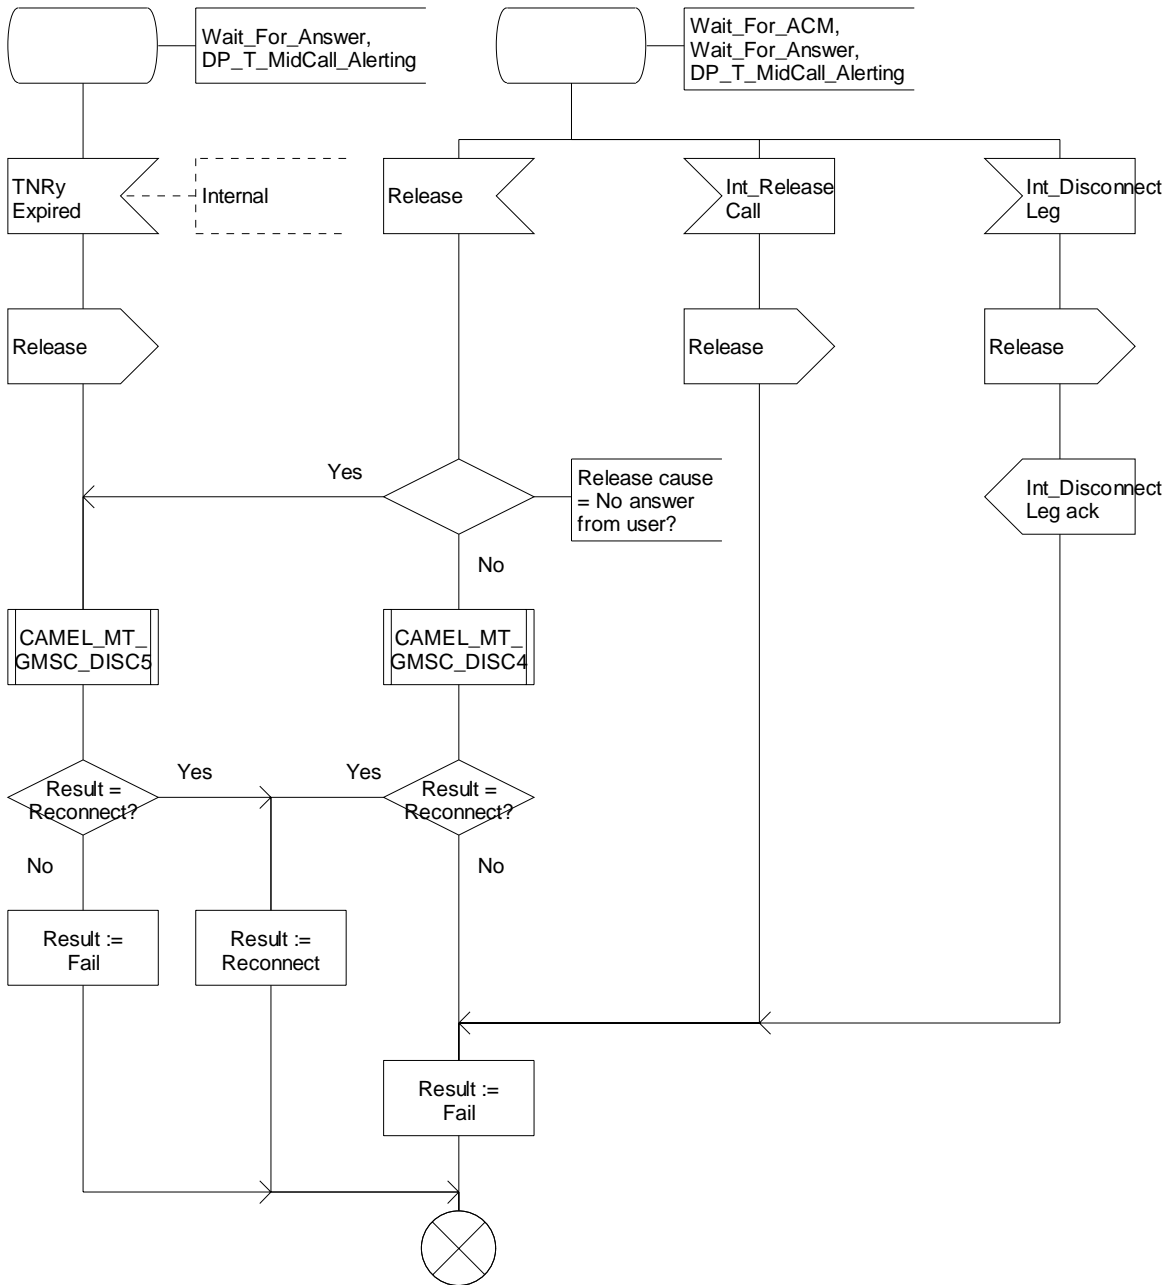 Wait_For_Answer,
DP_T_MidCall_Alerting
Wait_For_ACM,
Wait_For_Answer,
DP_T_MidCall_Alerting
TNRy
Expired
Internal
Release
Int_Release
Call
Int_Disconnect
Leg
Release
Release
Release
Yes
Release cause
= No answer
from user?
Int_Disconnect
Leg ack
No
CAMEL_MT_
GMSC_DISC5
CAMEL_MT_
GMSC_DISC4
Result =
Reconnect?
Yes
Yes
Result =
Reconnect?
No
No
Result :=
Fail
Result :=
Reconnect
Result :=
Fail